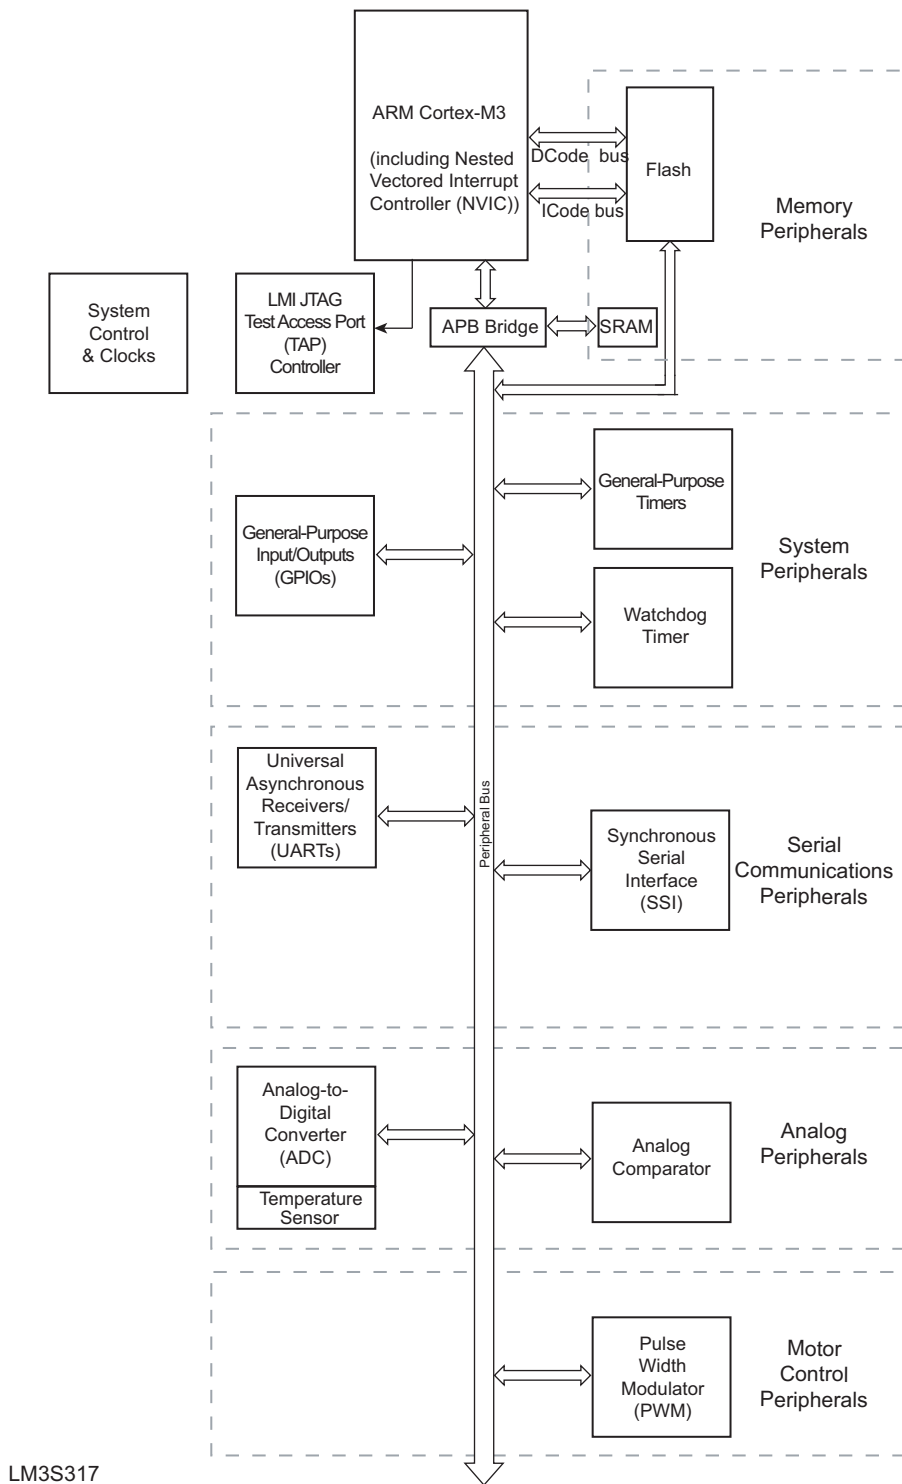 ARM Cortex-M3
(including Nested
Vectored Interrupt
Controller (NVIC))
DCode bus
ICode bus
Flash
Memory
Peripherals
System
Control
& Clocks
LMI JTAG
Test Access Port
(TAP)
Controller
APB Bridge
SRAM
General-Purpose
Timers
General-Purpose
Input/Outputs
(GPIOs)
System
Peripherals
Watchdog
Timer
Universal
Asynchronous
Receivers/
Transmitters
(UARTs)
Peripheral Bus
Synchronous
Serial
Interface
(SSI)
Serial
Communications
Peripherals
Analog-to-
Digital
Converter
(ADC)
Temperature
Sensor
Analog
Comparator
Analog
Peripherals
Pulse
Width
Modulator
(PWM)
Motor
Control
Peripherals
LM3S317